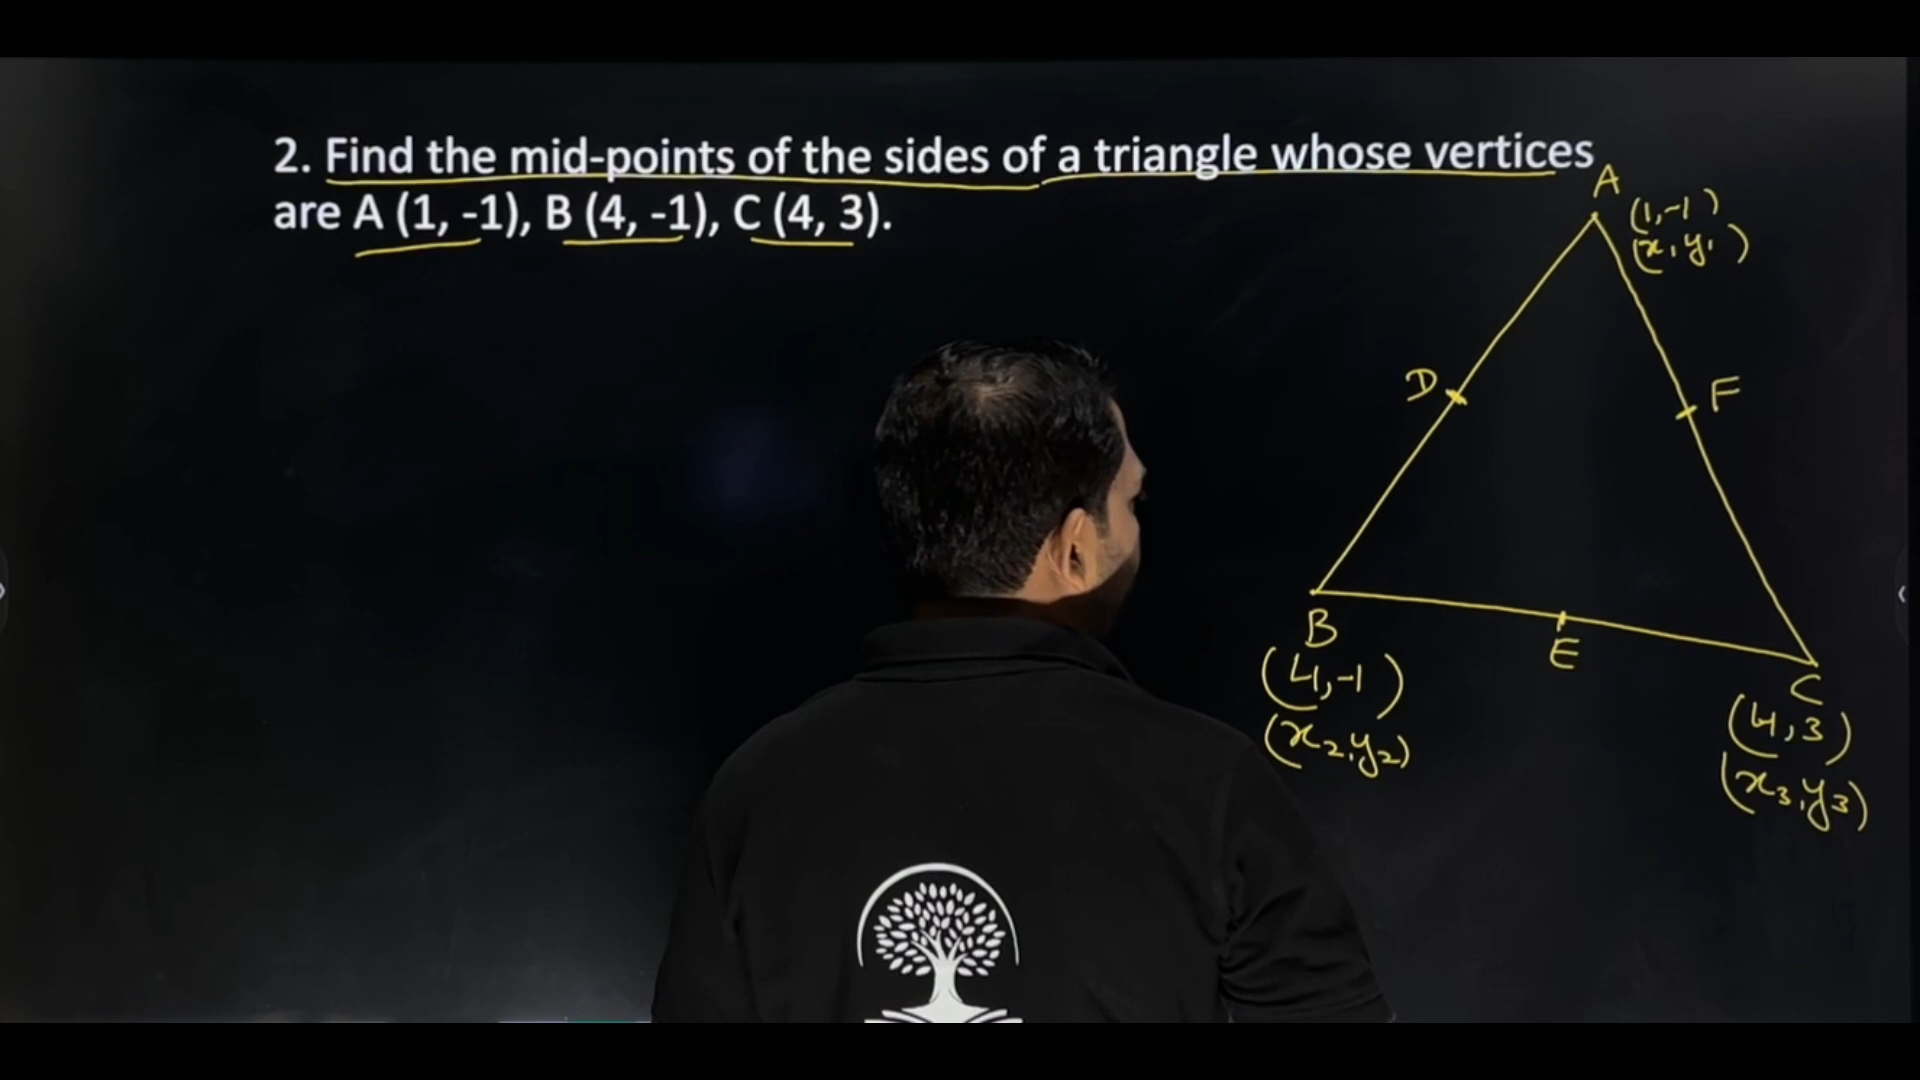 2. Find the mid-points of the sides of a triangle whose vertices
are A (1, -1), B (4, -1), C (4, 3).
A
(1,-1)
(x₁ y₁)
D
F
B
E
(4,-1)
C
(x₂,y₂)
(4,3)
(x₃,y₃)